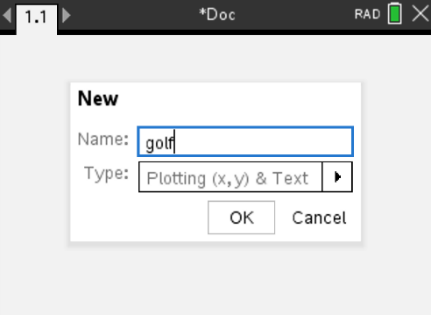 1.1 *Doc RAD
New
Name: golf
Type: Plotting (x,y) & Text
OK Cancel